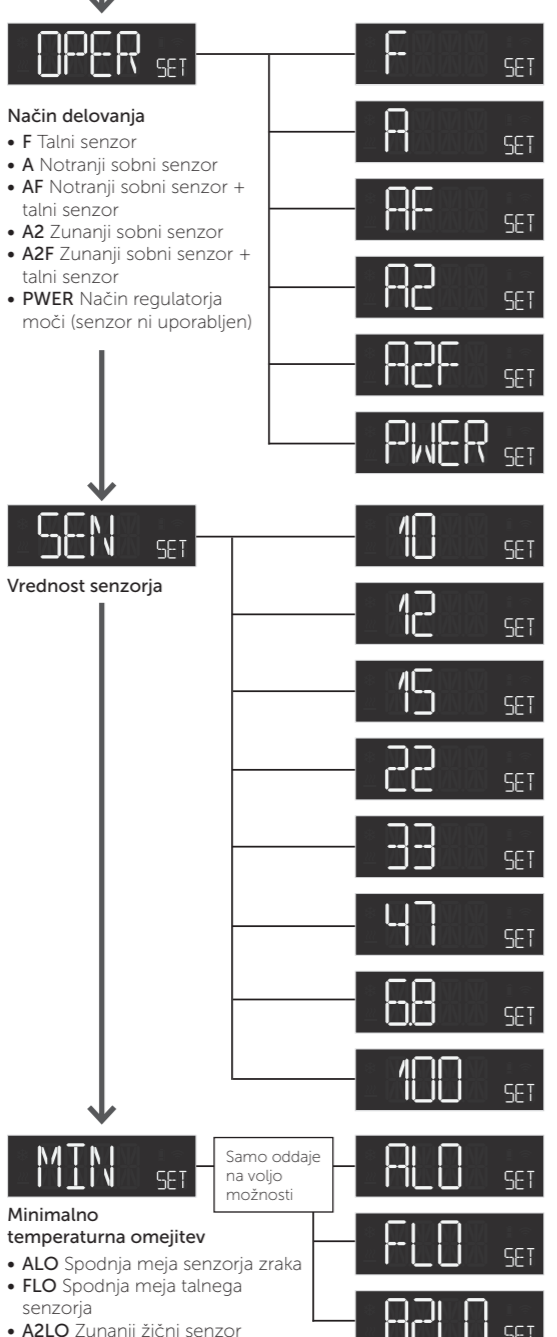 OPER SET
Način delovanja
• F Talni senzor
• A Notranji sobni senzor
• AF Notranji sobni senzor +
talni senzor
• A2 Zunanji sobni senzor
• A2F Zunanji sobni senzor +
talni senzor
• PWER Način regulatorja
moči (senzor ni uporabljen)
F SET
A SET
AF SET
A2 SET
A2F SET
PWER SET
SEN SET
Vrednost senzorja
10 SET
12 SET
15 SET
22 SET
33 SET
47 SET
6.8 SET
100 SET
MIN SET
Samo oddaje
na voljo
možnosti
Minimalno
temperaturna omejitev
• ALO Spodnja meja senzorja zraka
• FLO Spodnja meja talnega
senzorja
• A2LO Zunanji žični senzor
ALO SET
FLO SET
A2LO SET